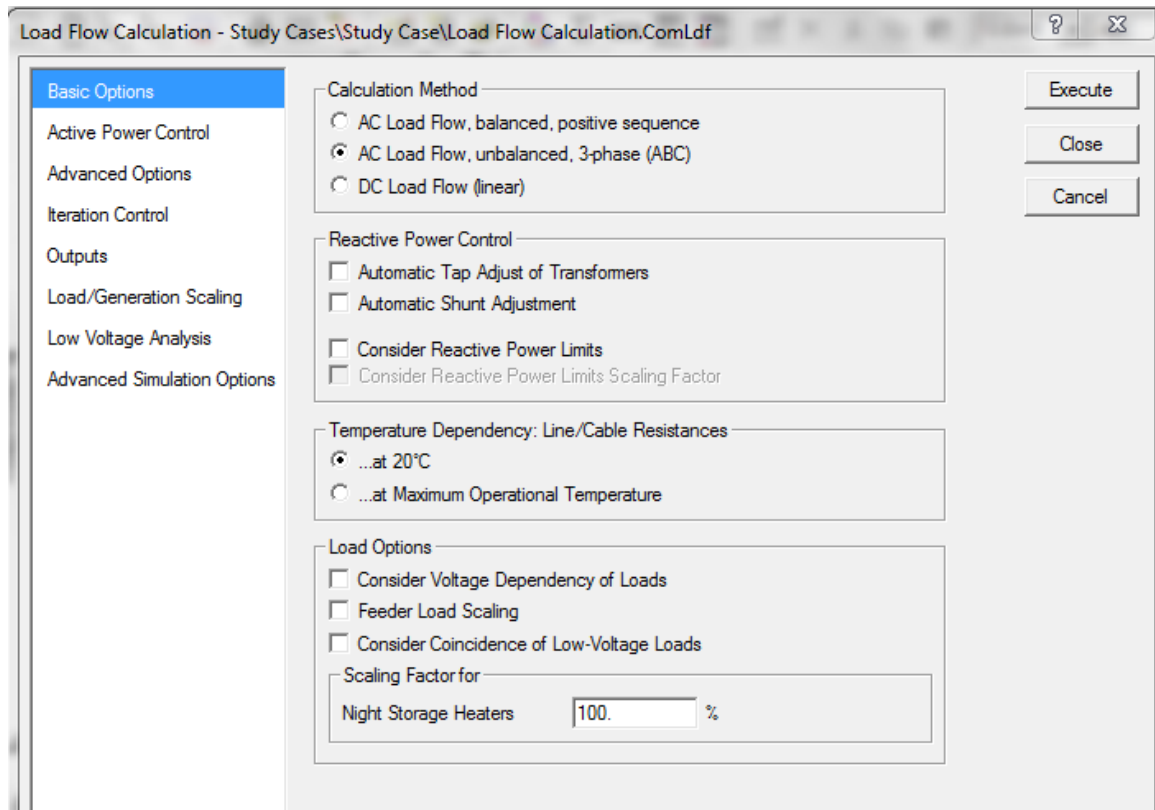 Load Flow Calculation - Study Cases\Study Case\Load Flow Calculation.ComLdf
?
Basic Options
Active Power Control
Advanced Options
Iteration Control
Outputs
Load/Generation Scaling
Low Voltage Analysis
Advanced Simulation Options
Calculation Method
AC Load Flow, balanced, positive sequence
AC Load Flow, unbalanced, 3-phase (ABC)
DC Load Flow (linear)
Reactive Power Control
Automatic Tap Adjust of Transformers
Automatic Shunt Adjustment
Consider Reactive Power Limits
Consider Reactive Power Limits Scaling Factor
Temperature Dependency: Line/Cable Resistances
...at 20°C
...at Maximum Operational Temperature
Load Options
Consider Voltage Dependency of Loads
Feeder Load Scaling
Consider Coincidence of Low-Voltage Loads
Scaling Factor for
Night Storage Heaters 100. %
Execute
Close
Cancel